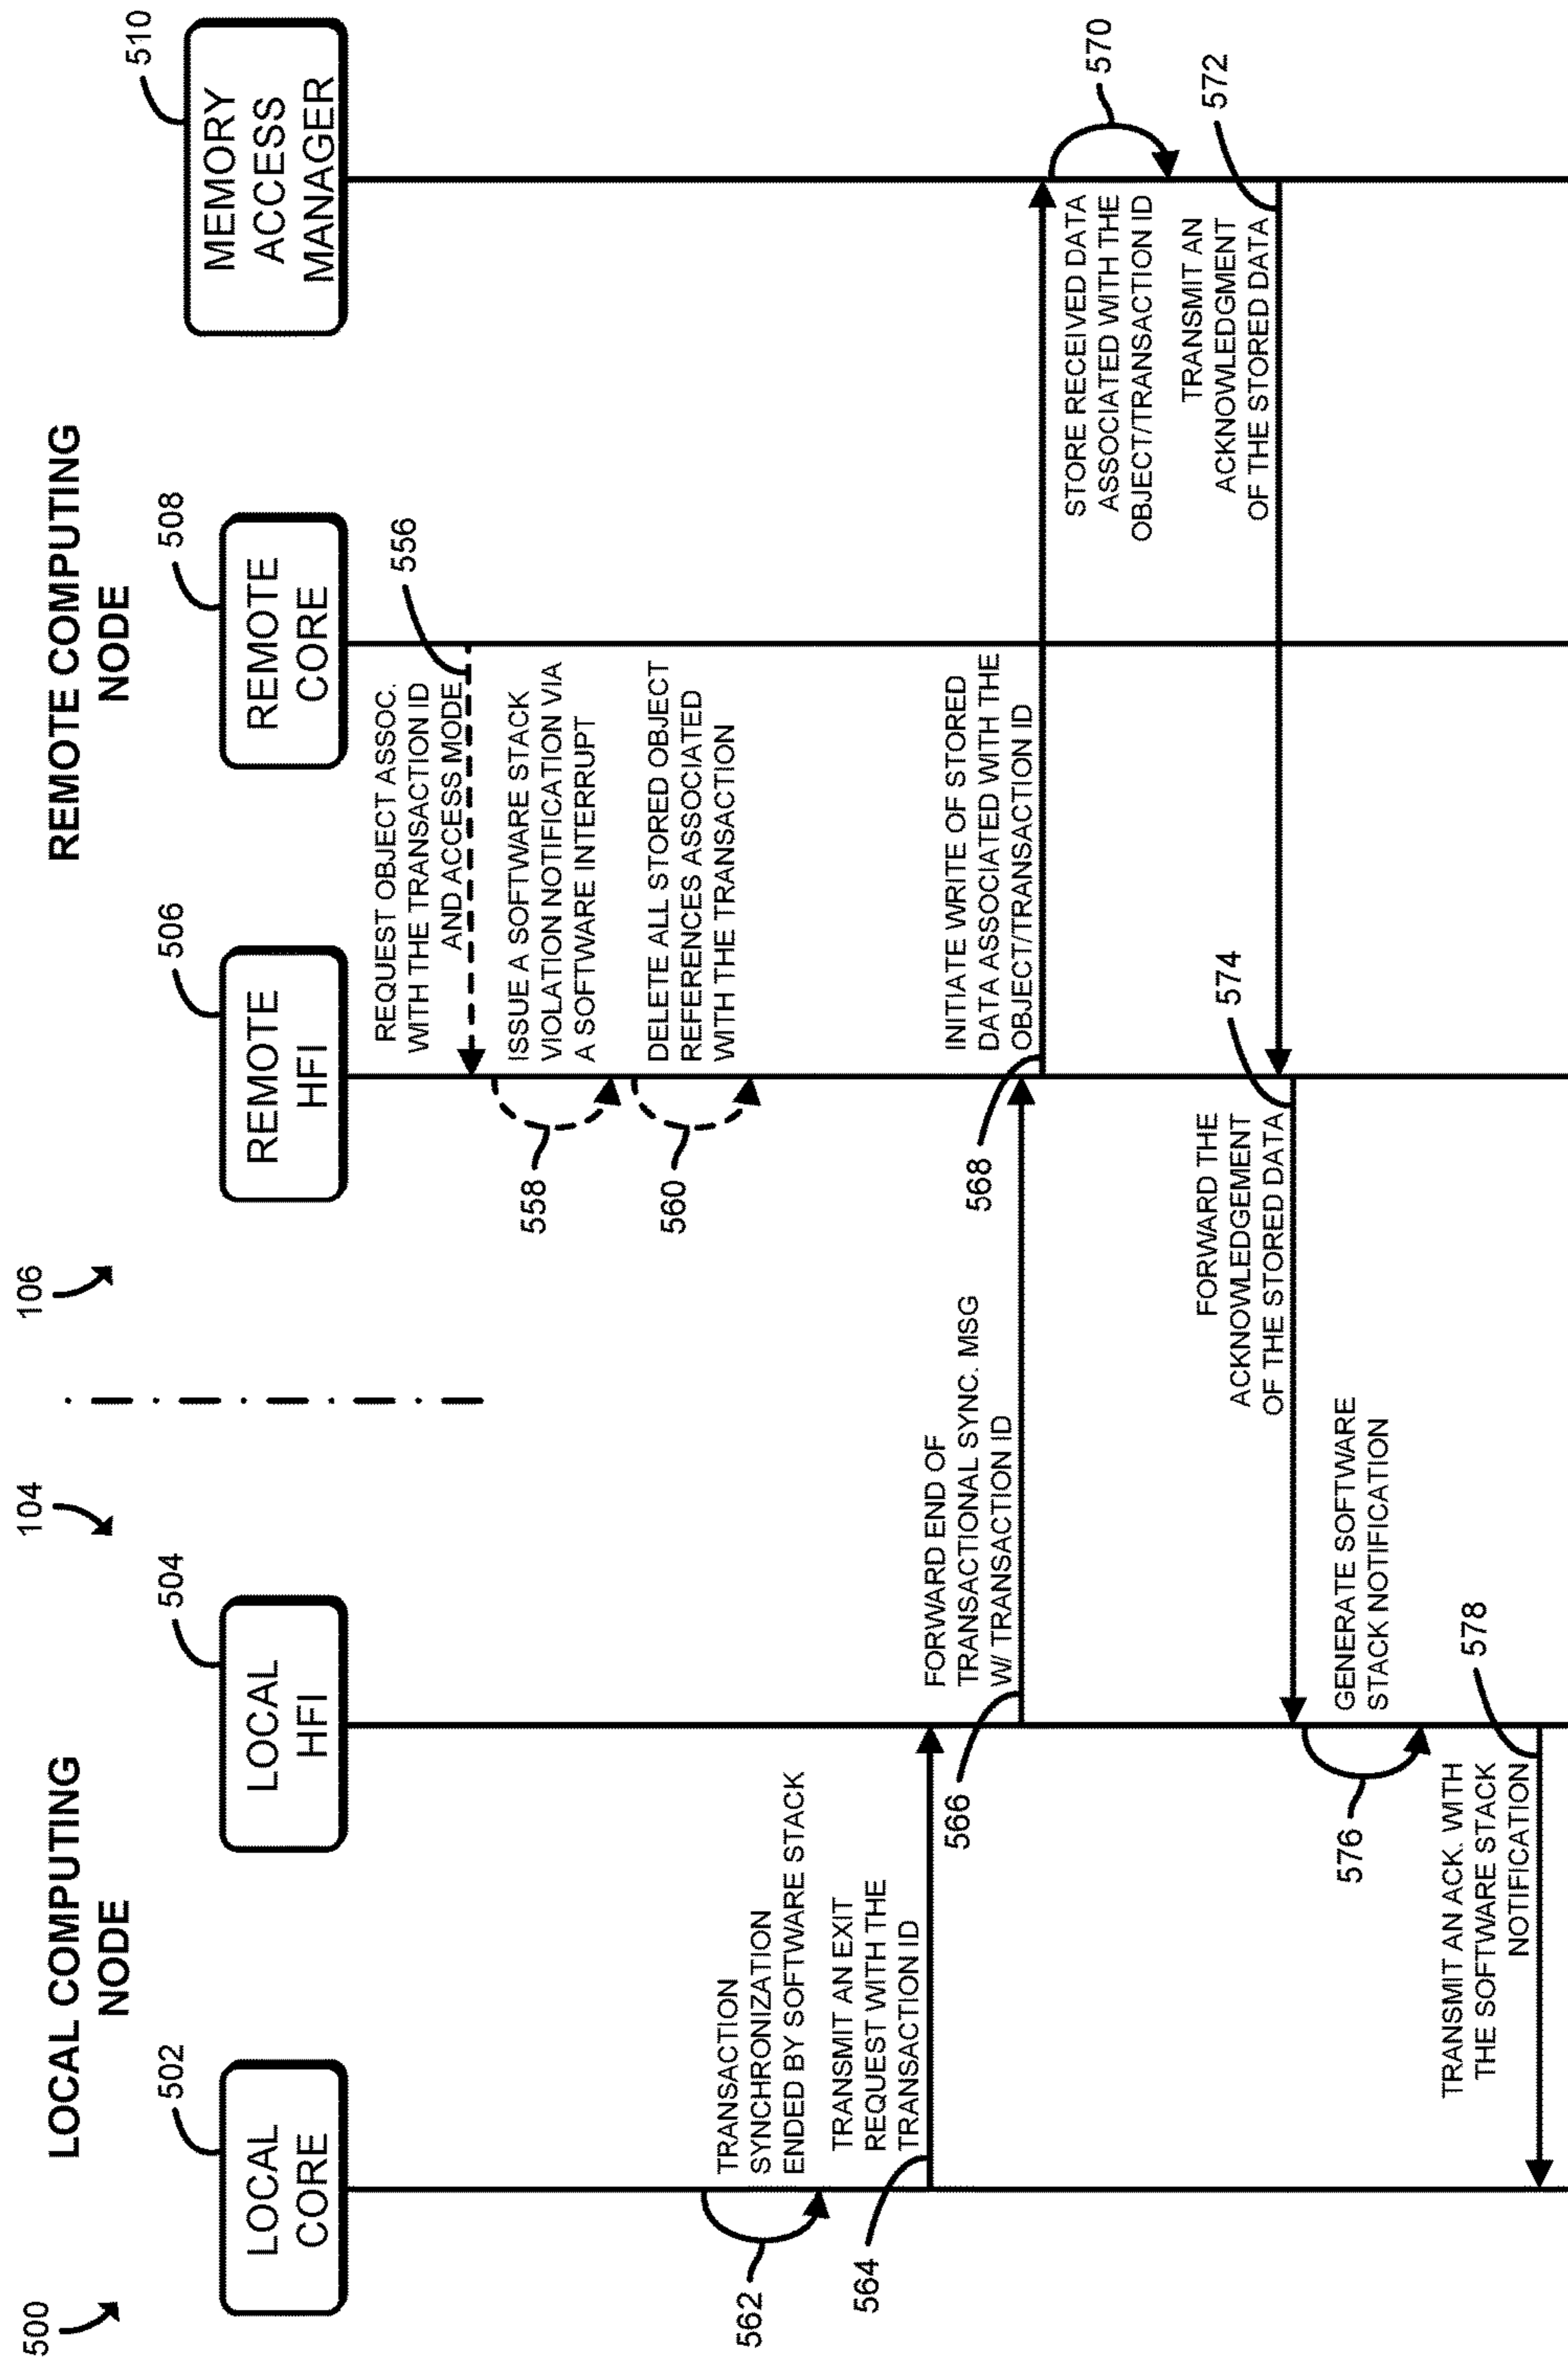 500
LOCAL COMPUTING
NODE
104
106
REMOTE COMPUTING
NODE
502
LOCAL
CORE
504
LOCAL
HFI
506
REMOTE
HFI
508
REMOTE
CORE
510
MEMORY
ACCESS
MANAGER
REQUEST OBJECT ASSOC.
WITH THE TRANSACTION ID
AND ACCESS MODE
556
ISSUE A SOFTWARE STACK
VIOLATION NOTIFICATION VIA
A SOFTWARE INTERRUPT
558
DELETE ALL STORED OBJECT
REFERENCES ASSOCIATED
WITH THE TRANSACTION
560
TRANSACTION
SYNCHRONIZATION
ENDED BY SOFTWARE STACK
562
TRANSMIT AN EXIT
REQUEST WITH THE
TRANSACTION ID
564
FORWARD END OF
TRANSACTIONAL SYNC. MSG
W/ TRANSACTION ID
566
INITIATE WRITE OF STORED
DATA ASSOCIATED WITH THE
OBJECT/TRANSACTION ID
568
STORE RECEIVED DATA
ASSOCIATED WITH THE
OBJECT/TRANSACTION ID
570
TRANSMIT AN
ACKNOWLEDGMENT
OF THE STORED DATA
572
FORWARD THE
ACKNOWLEDGEMENT
OF THE STORED DATA
574
GENERATE SOFTWARE
STACK NOTIFICATION
576
TRANSMIT AN ACK. WITH
THE SOFTWARE STACK
NOTIFICATION
578